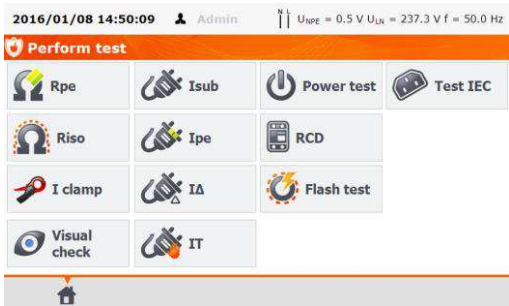 2016/01/08 14:50:09 Admin N L UNPE = 0.5 V ULN = 237.3 V f = 50.0 Hz
Perform test
Rpe Isub Power test Test IEC
Riso Ipe RCD
I clamp IΔ Flash test
Visual
check
IT